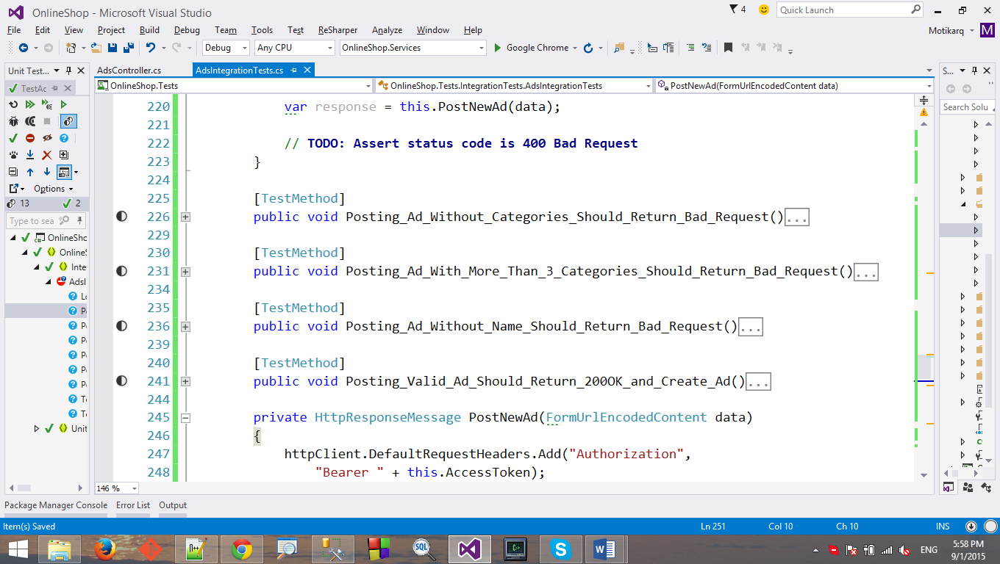 OnlineShop - Microsoft Visual Studio
4
Quick Launch
File Edit View Project Build Debug Team Tools Test ReSharper Analyze Window Help
Motikarq M
Debug Any CPU OnlineShop.Services Google Chrome
Unit Test...
AdsController.cs AdsIntegrationTests.cs
S...
TestAc
OnlineShop.Tests OnlineShop.Tests.IntegrationTests.AdsIntegrationTests PostNewAd(FormUrlEncodedContent data)
Search Solu
220 var response = this.PostNewAd(data);
221
222 // TODO: Assert status code is 400 Bad Request
223 }
224
225 [TestMethod]
226 public void Posting_Ad_Without_Categories_Should_Return_Bad_Request()...
229
230 [TestMethod]
231 public void Posting_Ad_With_More_Than_3_Categories_Should_Return_Bad_Request()...
234
235 [TestMethod]
236 public void Posting_Ad_Without_Name_Should_Return_Bad_Request()...
239
240 [TestMethod]
241 public void Posting_Valid_Ad_Should_Return_200OK_and_Create_Ad()...
244
245 private HttpResponseMessage PostNewAd(FormUrlEncodedContent data)
246 {
247 httpClient.DefaultRequestHeaders.Add("Authorization",
248 "Bearer " + this.AccessToken);
Options
13 2
Type to sea
OnlineSho
Online
Inte
AdsI
Unit
146 %
Package Manager Console Error List Output
Item(s) Saved Ln 251 Col 10 Ch 10 INS
ENG
5:58 PM
9/1/2015